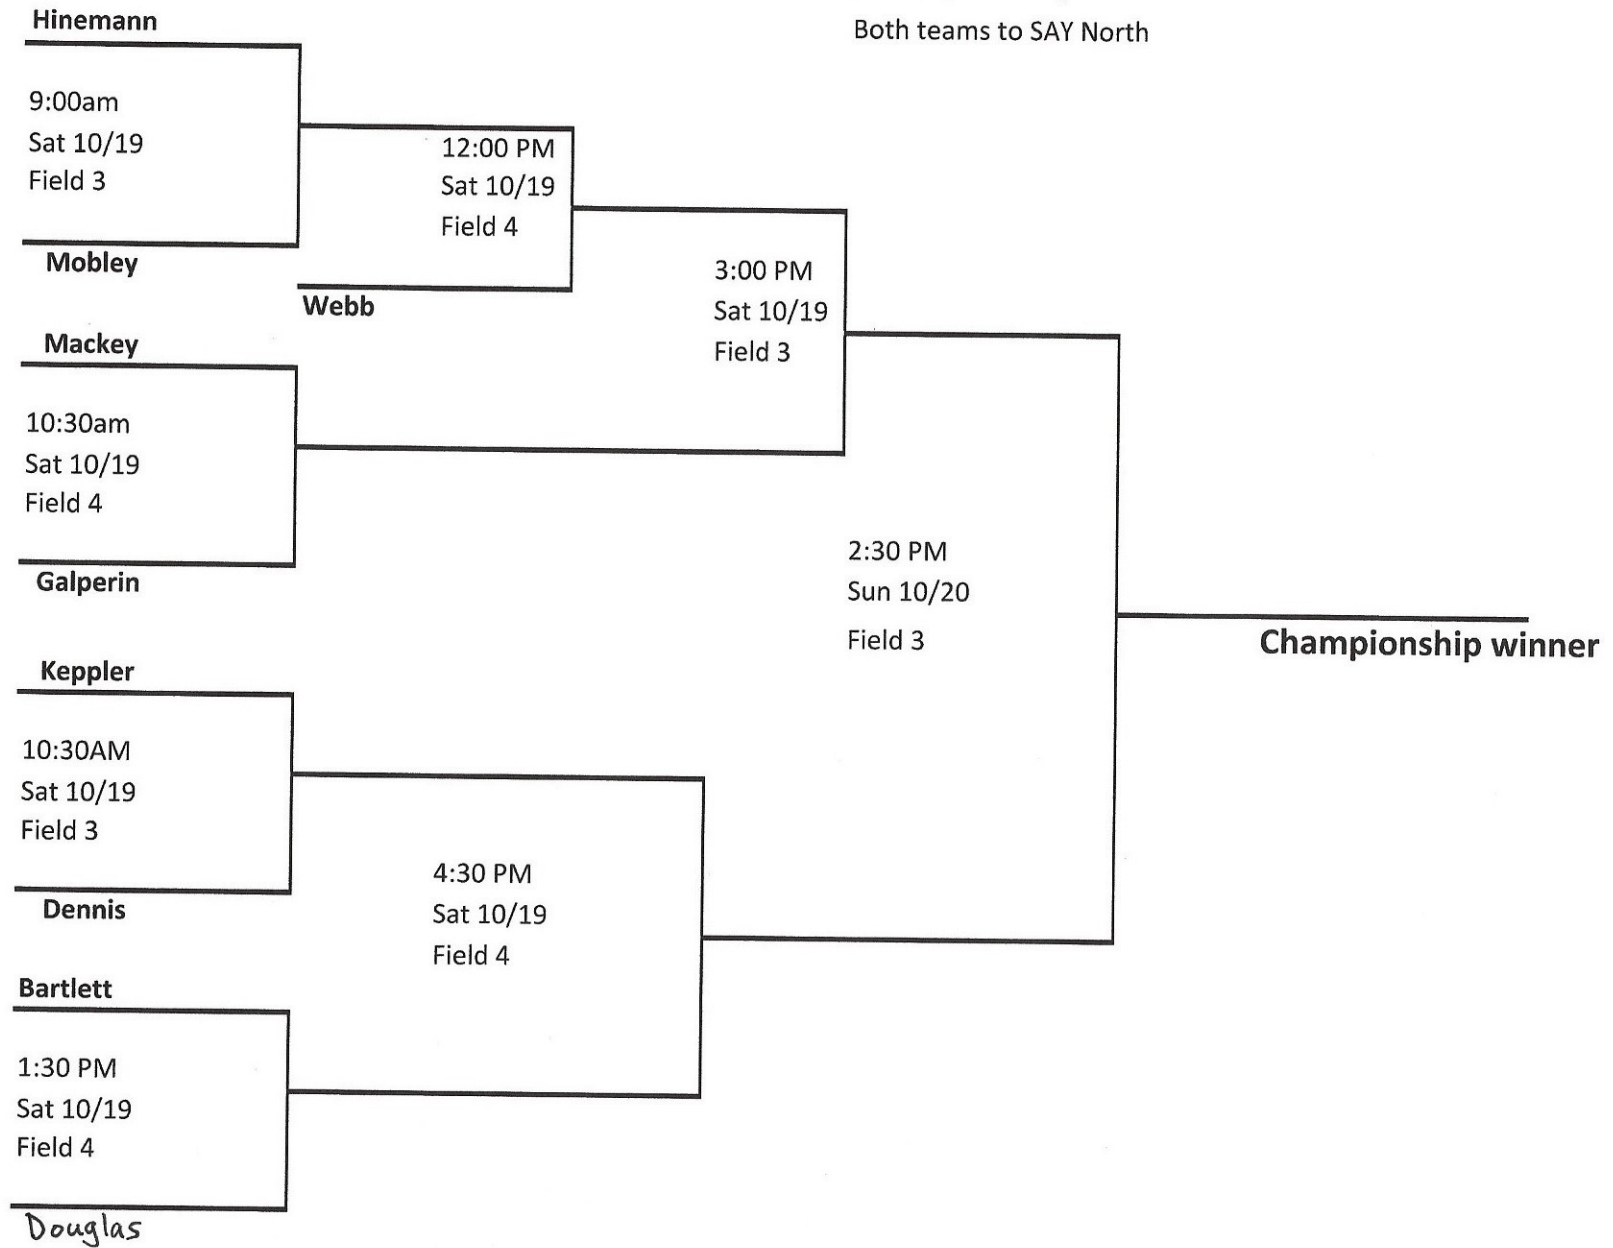 Hinemann
Both teams to SAY North
9:00am
Sat 10/19
Field 3
Mobley
12:00 PM
Sat 10/19
Field 4
Webb
3:00 PM
Sat 10/19
Field 3
Mackey
10:30am
Sat 10/19
Field 4
Galperin
2:30 PM
Sun 10/20
Field 3
Championship winner
Keppler
10:30AM
Sat 10/19
Field 3
Dennis
4:30 PM
Sat 10/19
Field 4
Bartlett
1:30 PM
Sat 10/19
Field 4
Douglas